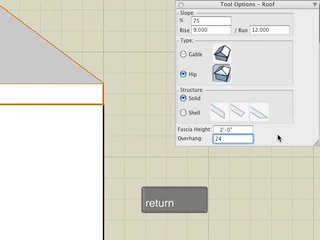 Tool Options - Roof
Slope:
% 75
Rise 9.000 / Run 12.000
Type:
Gable
Hip
Structure:
Solid
Shell
Fascia Height: 2'-0"
Overhang: 24
return